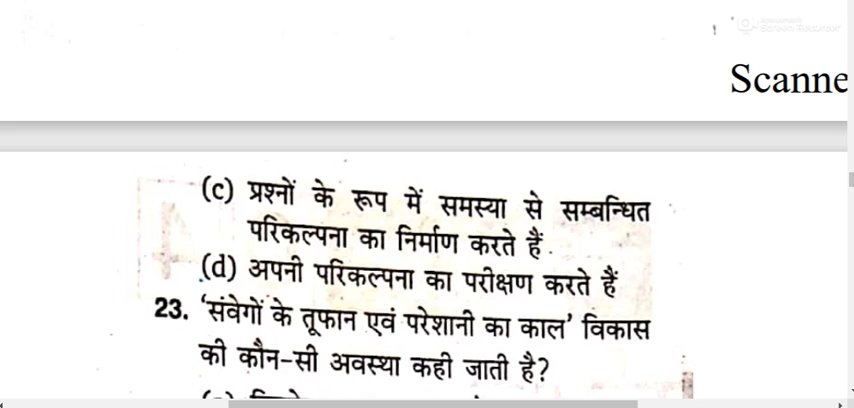 Scanne
(c) प्रश्नों के रूप में समस्या से सम्बन्धित
परिकल्पना का निर्माण करते हैं.
(d) अपनी परिकल्पना का परीक्षण करते हैं
23. ‘संवेगों के तूफान एवं परेशानी का काल’ विकास
की कौन-सी अवस्था कही जाती है?